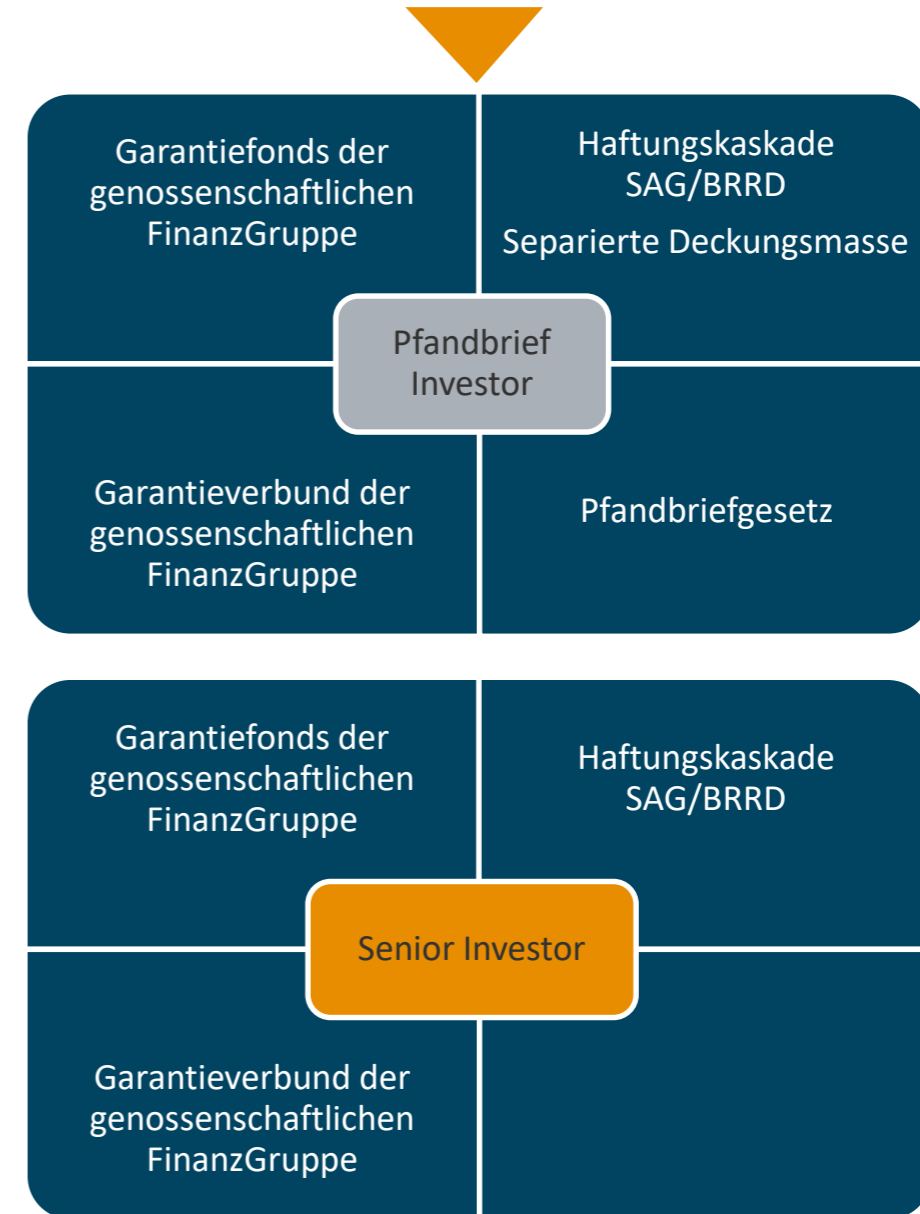 Garantiefonds der
genossenschaftlichen
FinanzGruppe
Haftungskaskade
SAG/BRRD
Separierte Deckungsmasse
Pfandbrief
Investor
Garantieverbund der
genossenschaftlichen
FinanzGruppe
Pfandbriefgesetz
Garantiefonds der
genossenschaftlichen
FinanzGruppe
Haftungskaskade
SAG/BRRD
Senior Investor
Garantieverbund der
genossenschaftlichen
FinanzGruppe